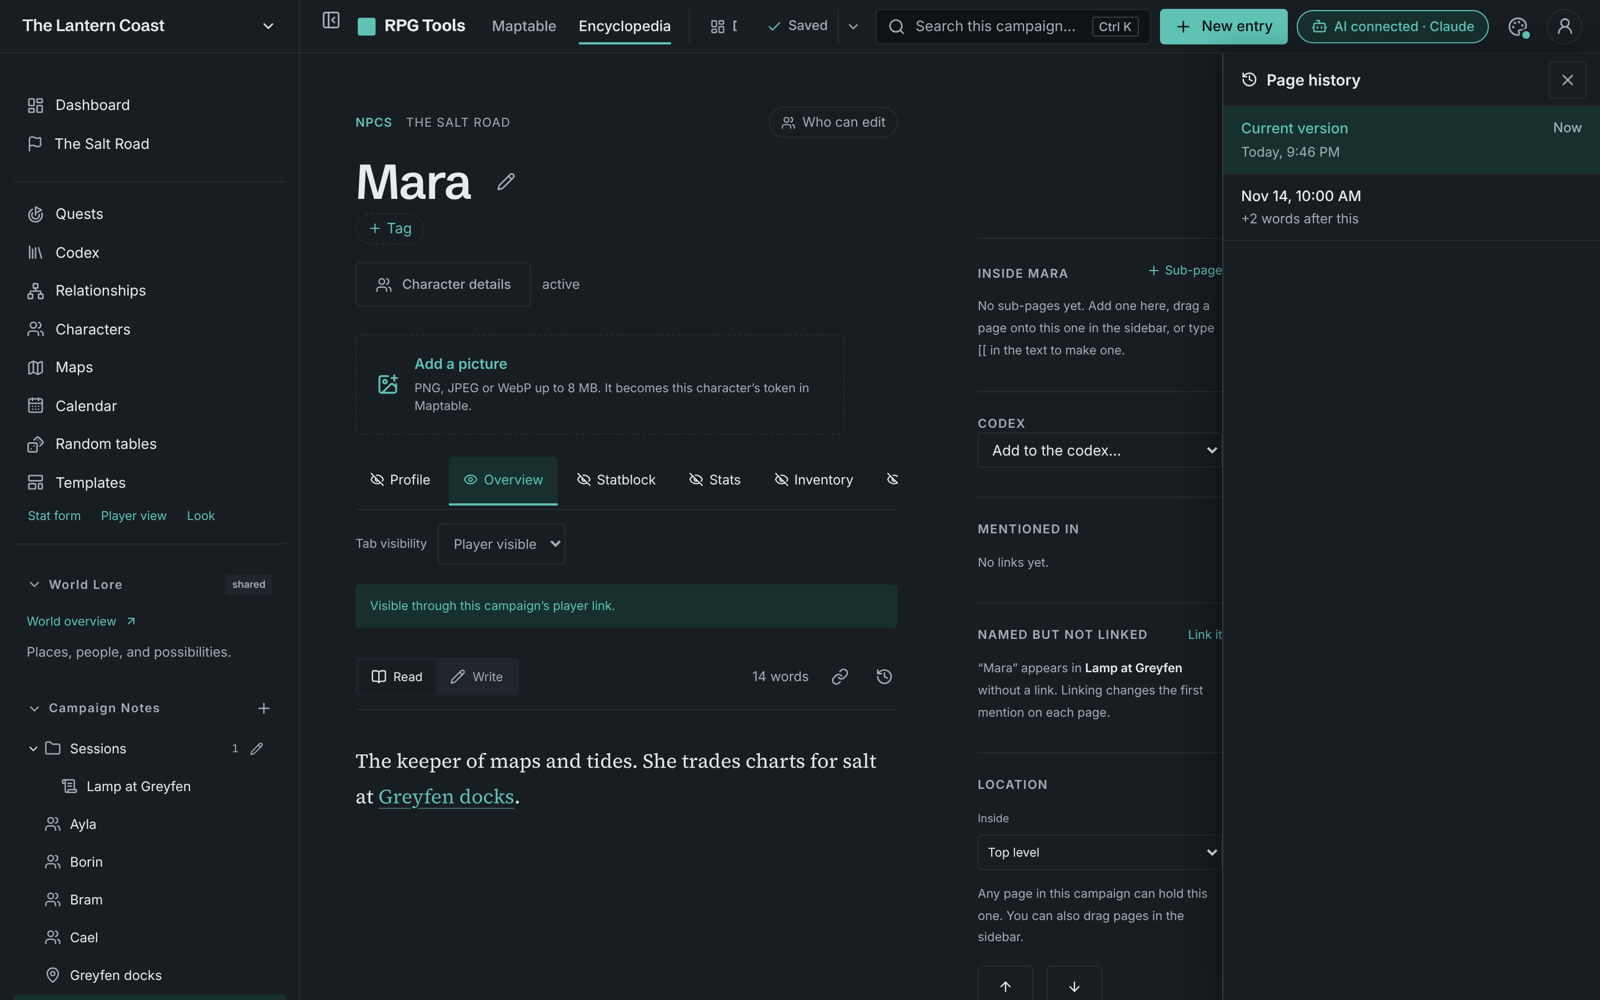 The Lantern Coast
RPG Tools
Maptable
Encyclopedia
Saved
Search this campaign... Ctrl K
New entry
AI connected · Claude
Dashboard
The Salt Road
Quests
Codex
Relationships
Characters
Maps
Calendar
Random tables
Templates
Stat form Player view Look
World Lore shared
World overview
Places, people, and possibilities.
Campaign Notes
Sessions 1
Lamp at Greyfen
Ayla
Borin
Bram
Cael
Greyfen docks
NPCS THE SALT ROAD
Who can edit
Mara
+ Tag
Character details active
Add a picture
PNG, JPEG or WebP up to 8 MB. It becomes this character’s token in
Maptable.
Profile Overview Statblock Stats Inventory
Tab visibility Player visible
Visible through this campaign’s player link.
Read Write 14 words
The keeper of maps and tides. She trades charts for salt
at Greyfen docks.
INSIDE MARA + Sub-page
No sub-pages yet. Add one here, drag a
page onto this one in the sidebar, or type
[[ in the text to make one.
CODEX
Add to the codex...
MENTIONED IN
No links yet.
NAMED BUT NOT LINKED Link it
“Mara” appears in Lamp at Greyfen
without a link. Linking changes the first
mention on each page.
LOCATION
Inside
Top level
Any page in this campaign can hold this
one. You can also drag pages in the
sidebar.
Page history
Current version Now
Today, 9:46 PM
Nov 14, 10:00 AM
+2 words after this